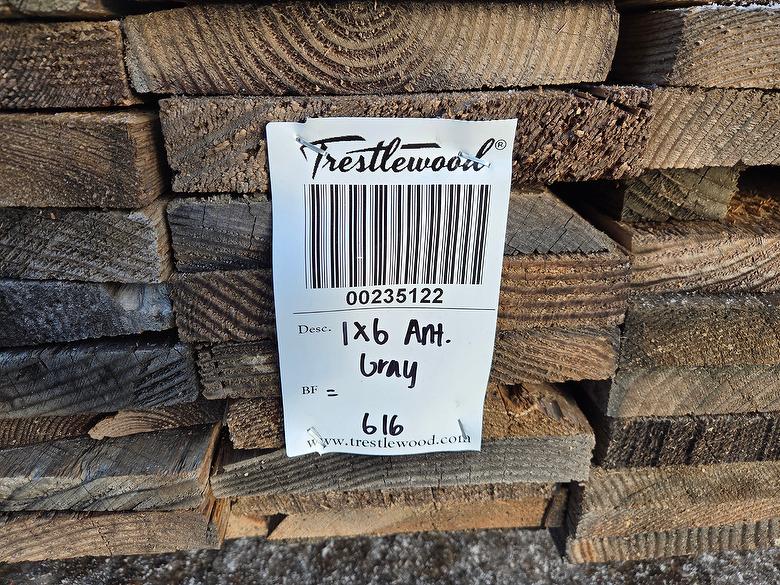 Trestlewood®
00235122
Desc. 1x6 Ant.
Gray
BF =
616
www.trestlewood.com